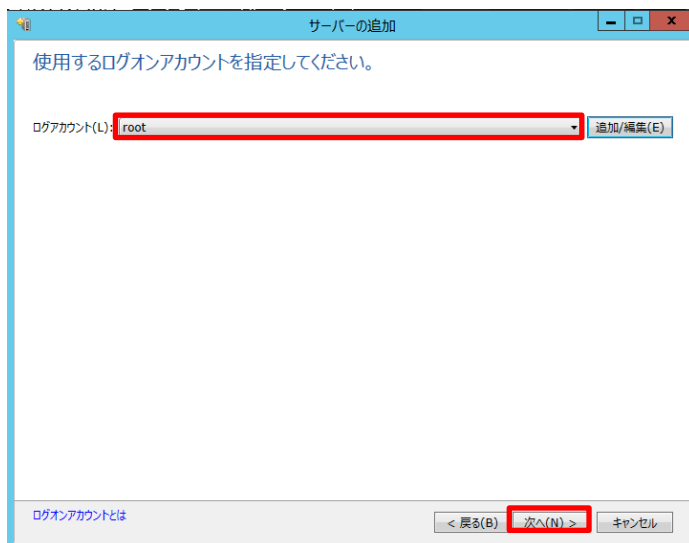 サーバーの追加
使用するログオンアカウントを指定してください。
ログアカウント(L): root 追加/編集(E)
ログオンアカウントとは
< 戻る(B) 次へ(N) > キャンセル